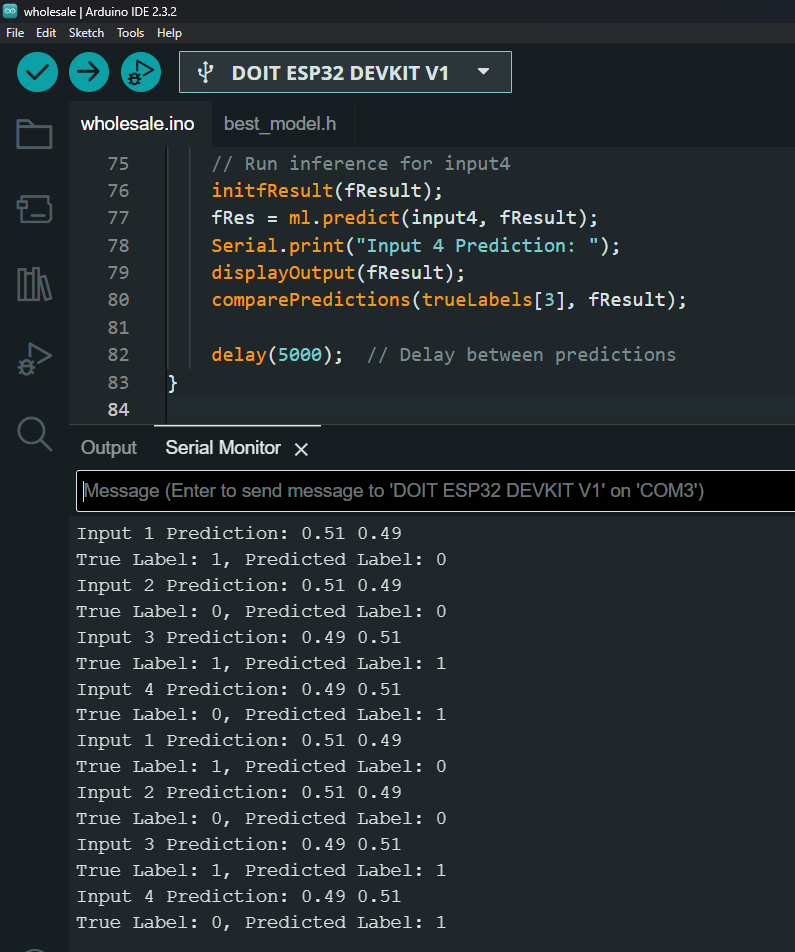 wholesale | Arduino IDE 2.3.2
File Edit Sketch Tools Help
DOIT ESP32 DEVKIT V1
wholesale.ino best_model.h
75 // Run inference for input4
76 initfResult(fResult);
77 fRes = ml.predict(input4, fResult);
78 Serial.print("Input 4 Prediction: ");
79 displayOutput(fResult);
80 comparePredictions(trueLabels[3], fResult);
81
82 delay(5000); // Delay between predictions
83 }
84
Output Serial Monitor
Message (Enter to send message to 'DOIT ESP32 DEVKIT V1' on 'COM3')
Input 1 Prediction: 0.51 0.49
True Label: 1, Predicted Label: 0
Input 2 Prediction: 0.51 0.49
True Label: 0, Predicted Label: 0
Input 3 Prediction: 0.49 0.51
True Label: 1, Predicted Label: 1
Input 4 Prediction: 0.49 0.51
True Label: 0, Predicted Label: 1
Input 1 Prediction: 0.51 0.49
True Label: 1, Predicted Label: 0
Input 2 Prediction: 0.51 0.49
True Label: 0, Predicted Label: 0
Input 3 Prediction: 0.49 0.51
True Label: 1, Predicted Label: 1
Input 4 Prediction: 0.49 0.51
True Label: 0, Predicted Label: 1